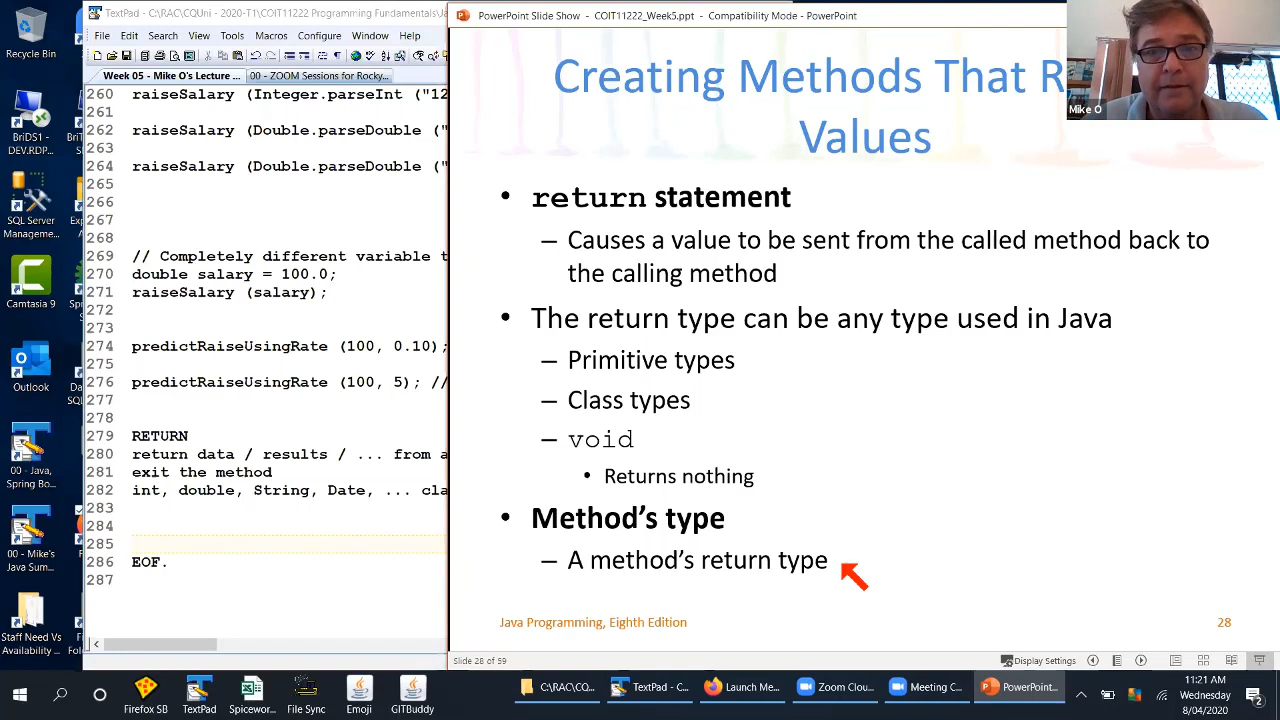 TextPad - C:\RAC\CQUni - 2020-T1\COIT11222 Programming Fundamentals\
File Edit Search View Tools Macros Configure Window Help
Week 05 - Mike O's Lecture ... 00 - ZOOM Sessions for Rocky...
260 raiseSalary (Integer.parseInt ("12
261
262 raiseSalary (Double.parseDouble ("
263
264 raiseSalary (Double.parseDouble ("
265
266
267
268
269 // Completely different variable t
270 double salary = 100.0;
271 raiseSalary (salary);
272
273
274 predictRaiseUsingRate (100, 0.10);
275
276 predictRaiseUsingRate (100, 5); //
277
278
279 RETURN
280 return data / results / ... from a
281 exit the method
282 int, double, String, Date, ... cla
283
284
285
286 EOF.
287
Recycle Bin
BriDS1 -
DEV.RDP...
SQL Server
Manageme...
Camtasia 9
Outlook
00 - Java,
Spring Bo...
00 - Mike's
Java Sum...
Staff Need Vs
PowerPoint Slide Show - COIT11222_Week5.ppt - Compatibility Mode - PowerPoint
Mike O
Creating Methods That R
Values
• return statement
– Causes a value to be sent from the called method back to
the calling method
• The return type can be any type used in Java
– Primitive types
– Class types
– void
• Returns nothing
• Method's type
– A method's return type
Java Programming, Eighth Edition 28
Slide 28 of 59 Display Settings
Firefox SB TextPad Spicewor... File Sync Emoji GITBuddy
C:\RAC\CQ... TextPad - C... Launch Me... Zoom Clou... Meeting C... PowerPoint...
11:21 AM
Wednesday
8/04/2020
2